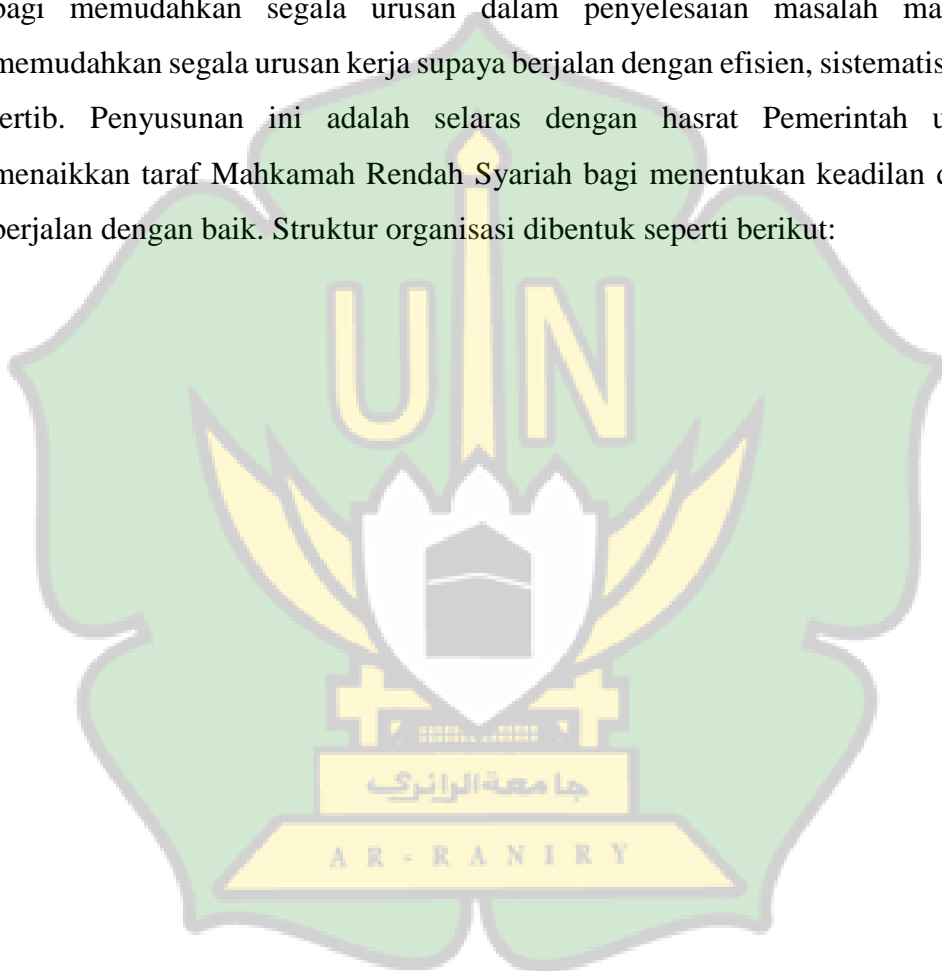 bagi memudahkan segala urusan dalam penyelesaian masalah
memudahkan segala urusan kerja supaya berjalan dengan efisien, sistematis
tertib. Penyusunan ini adalah selaras dengan hasrat Pemerintah
menaikkan taraf Mahkamah Rendah Syariah bagi menentukan keadilan
berjalan dengan baik. Struktur organisasi dibentuk seperti berikut:
UIN
جامعة الرانري
AR-RANIRY